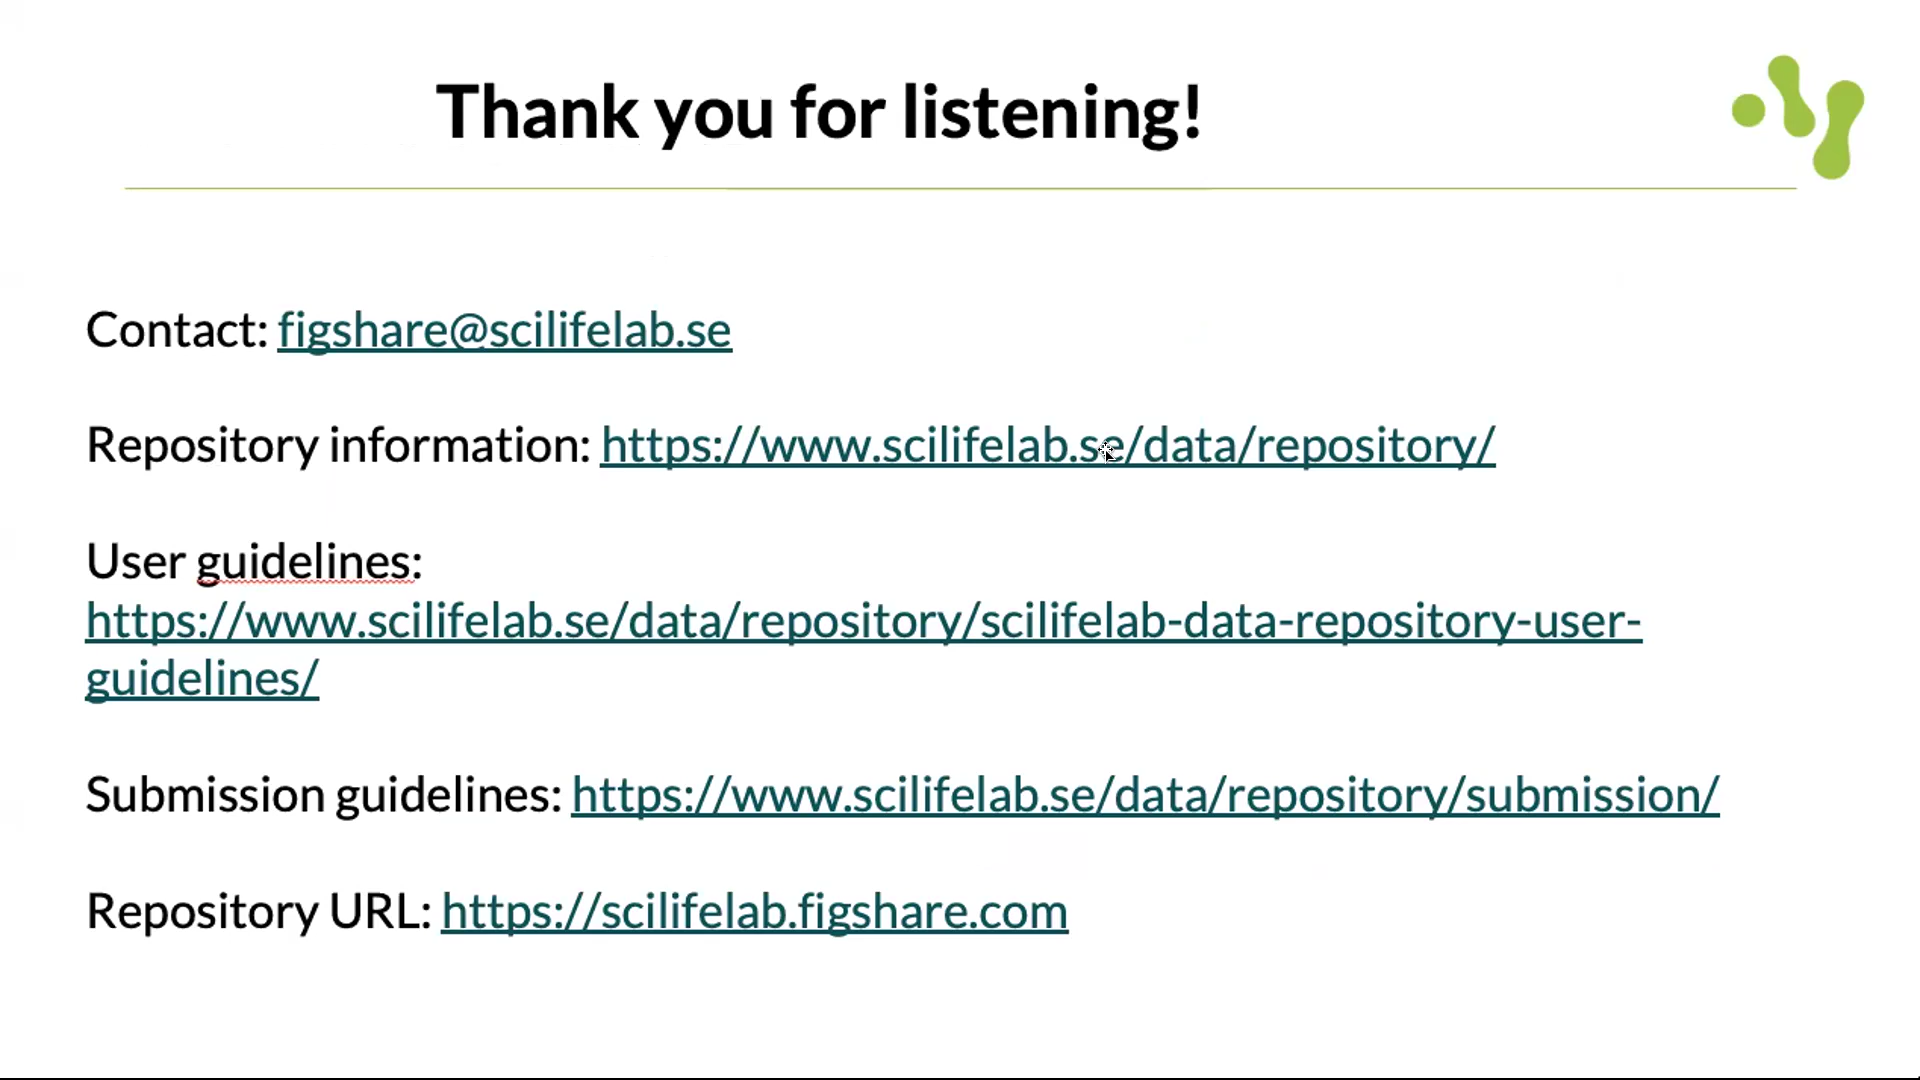 Thank you for listening!
Contact: figshare@scilifelab.se
Repository information: https://www.scilifelab.se/data/repository/
User guidelines:
https://www.scilifelab.se/data/repository/scilifelab-data-repository-user-
guidelines/
Submission guidelines: https://www.scilifelab.se/data/repository/submission/
Repository URL: https://scilifelab.figshare.com